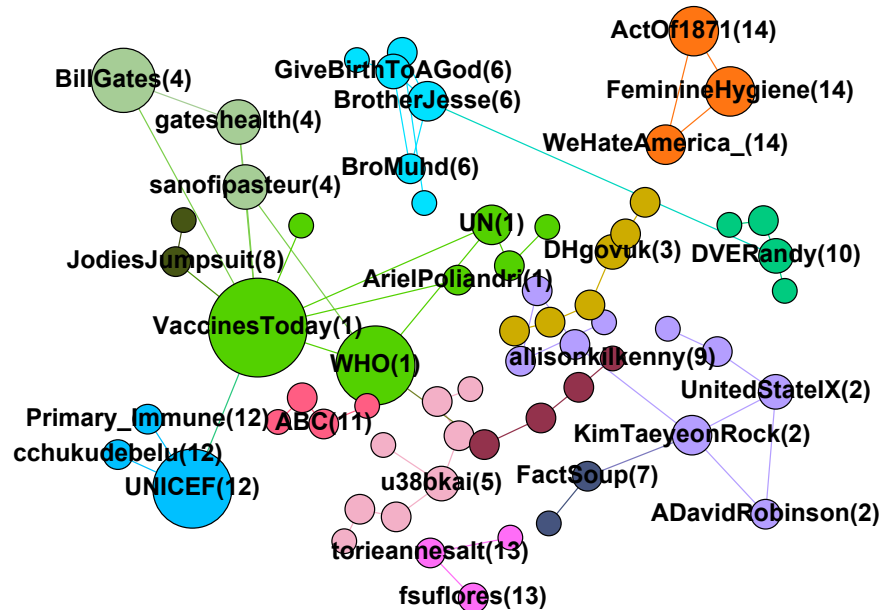 ActOf1871(14)
BillGates(4)
GiveBirthToAGod(6)
FeminineHygiene(14)
BrotherJesse(6)
gateshealth(4)
WeHateAmerica_(14)
BroMuhd(6)
sanofipasteur(4)
UN(1)
DHgovuk(3)
DVERandy(10)
JodiesJumpsuit(8)
ArielPoliandri(1)
VaccinesToday(1)
WHO(1)
allisonkilkenny(9)
UnitedStateIX(2)
Primary_Immune(12)
ABC(11)
KimTaeyeonRock(2)
cchukudebelu(12)
UNICEF(12)
u38bkai(5)
FactSoup(7)
ADavidRobinson(2)
torieannesalt(13)
fsuflores(13)